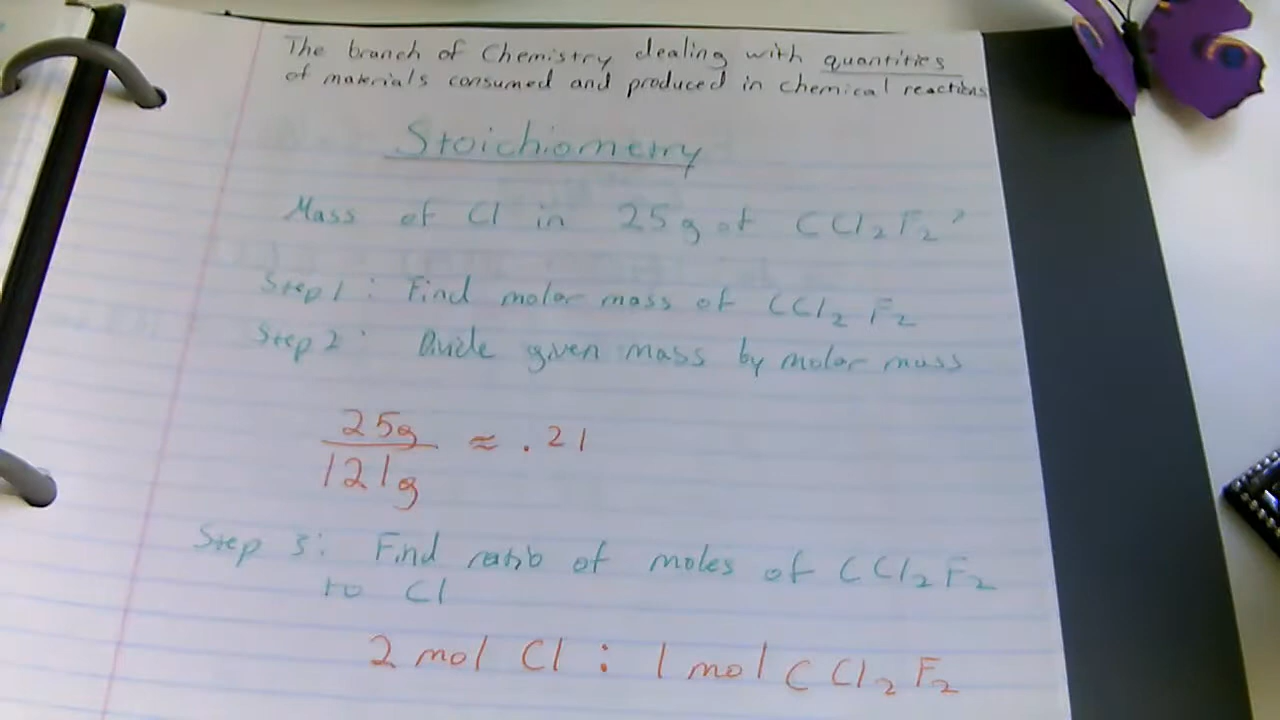 The branch of Chemistry dealing with quantities
of materials consumed and produced in chemical reactions
Stoichiometry
Mass of Cl in 25g of CCl₂F₂?
Step 1: Find molar mass of CCl₂F₂
Step 2: Divide given mass by molar mass
25g
≈ .21
121g
Step 3: Find ratio of moles of CCl₂F₂
to Cl
2 mol Cl : 1 mol CCl₂F₂